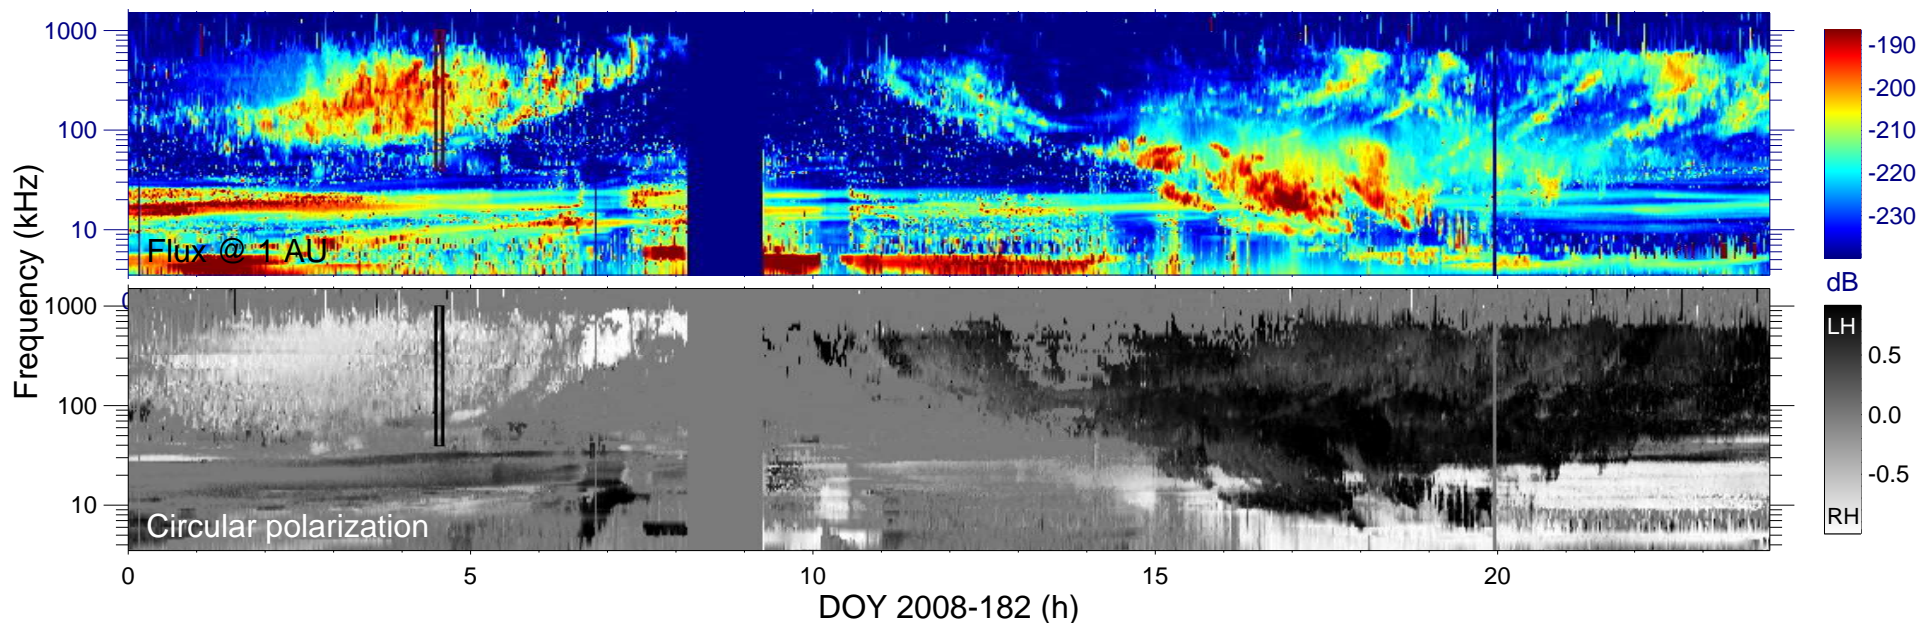 1000
100
10
Flux @ 1 AU
-190
-200
-210
-220
-230
dB
0
1000
100
10
Circular polarization
LH
0.5
0.0
-0.5
RH
Frequency (kHz)
0 5 10 15 20
DOY 2008-182 (h)